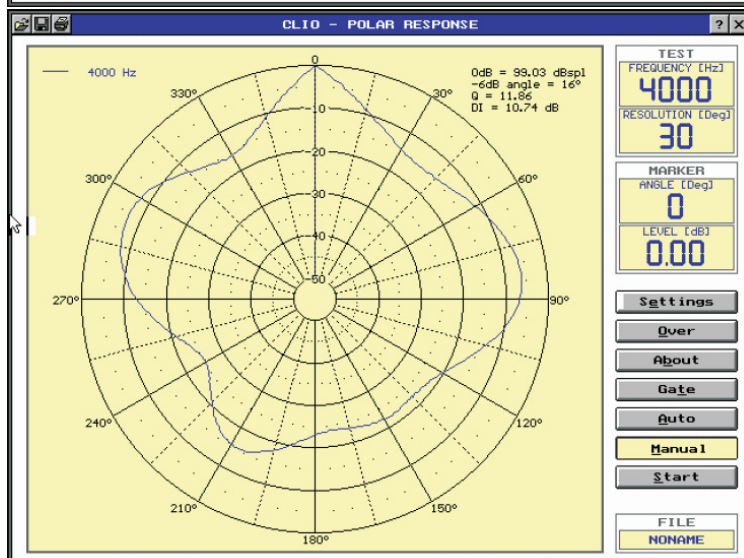 CLIO - POLAR RESPONSE
? X
4000 Hz
0dB = 99.03 dBspl
-6dB angle = 16°
Q = 11.86
DI = 10.74 dB
0
330°
30°
-10
-20
300°
60°
-30
-40
-50
270°
90°
240°
120°
210°
150°
180°
TEST
FREQUENCY [Hz]
4000
RESOLUTION [Deg]
30
MARKER
ANGLE [Deg]
0
LEVEL [dB]
0.00
Settings
Over
About
Gate
Auto
Manual
Start
FILE
NONAME